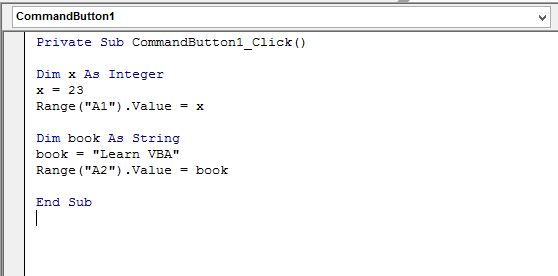 CommandButton1
Private Sub CommandButton1_Click()
Dim x As Integer
x = 23
Range("A1").Value = x
Dim book As String
book = "Learn VBA"
Range("A2").Value = book
End Sub